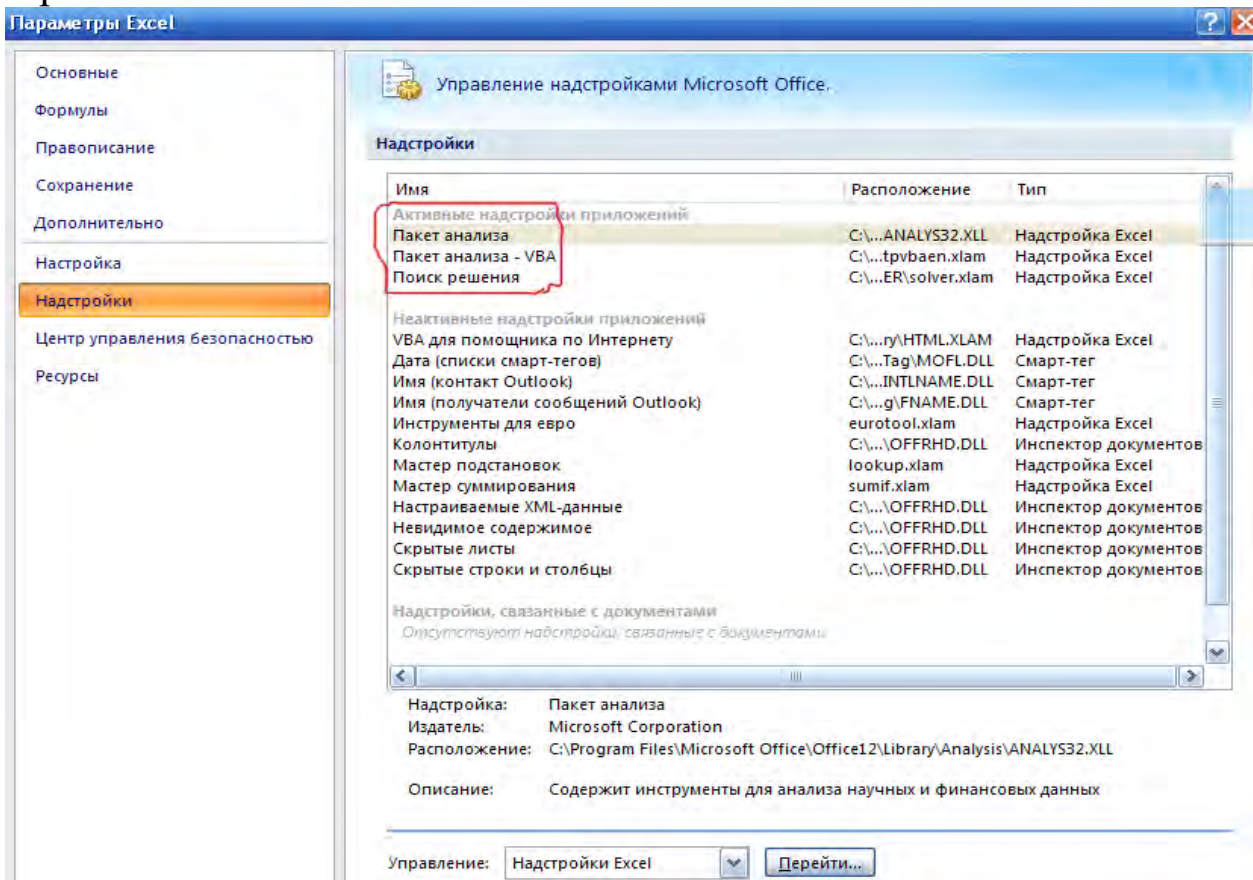 Параметры Excel
Основные
Формулы
Правописание
Сохранение
Дополнительно
Настройка
Надстройки
Центр управления безопасностью
Ресурсы
Управление надстройками Microsoft Office.
Надстройки
Имя Расположение Тип
Активные надстройки приложений
Пакет анализа C:\...ANALYS32.XLL Надстройка Excel
Пакет анализа - VBA C:\...tpvbaen.xlam Надстройка Excel
Поиск решения C:\...ER\solver.xlam Надстройка Excel
Неактивные надстройки приложений
VBA для помощника по Интернету C:\...ry\HTML.XLAM Надстройка Excel
Дата (списки смарт-тегов) C:\...Tag\MOFL.DLL Смарт-тег
Имя (контакт Outlook) C:\...INTLNAME.DLL Смарт-тег
Имя (получатели сообщений Outlook) C:\...g\FNAME.DLL Смарт-тег
Инструменты для евро eurotool.xlam Надстройка Excel
Колонтитулы C:\...\OFFRHD.DLL Инспектор документов
Мастер подстановок lookup.xlam Надстройка Excel
Мастер суммирования sumif.xlam Надстройка Excel
Настраиваемые XML-данные C:\...\OFFRHD.DLL Инспектор документов
Невидимое содержимое C:\...\OFFRHD.DLL Инспектор документов
Скрытые листы C:\...\OFFRHD.DLL Инспектор документов
Скрытые строки и столбцы C:\...\OFFRHD.DLL Инспектор документов
Надстройки, связанные с документами
Отсутствуют надстройки, связанные с документами
Надстройка: Пакет анализа
Издатель: Microsoft Corporation
Расположение: C:\Program Files\Microsoft Office\Office12\Library\Analysis\ANALYS32.XLL
Описание: Содержит инструменты для анализа научных и финансовых данных
Управление: Надстройки Excel Перейти...